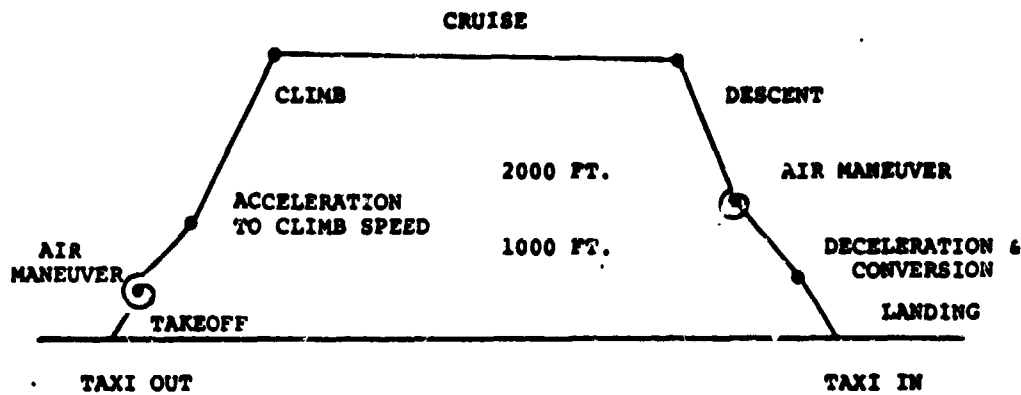 CRUISE
CLIMB
DESCENT
2000 FT.
AIR MANEUVER
ACCELERATION
TO CLIMB SPEED
1000 FT.
AIR
MANEUVER
DECELERATION &
CONVERSION
LANDING
TAKEOFF
TAXI OUT
TAXI IN